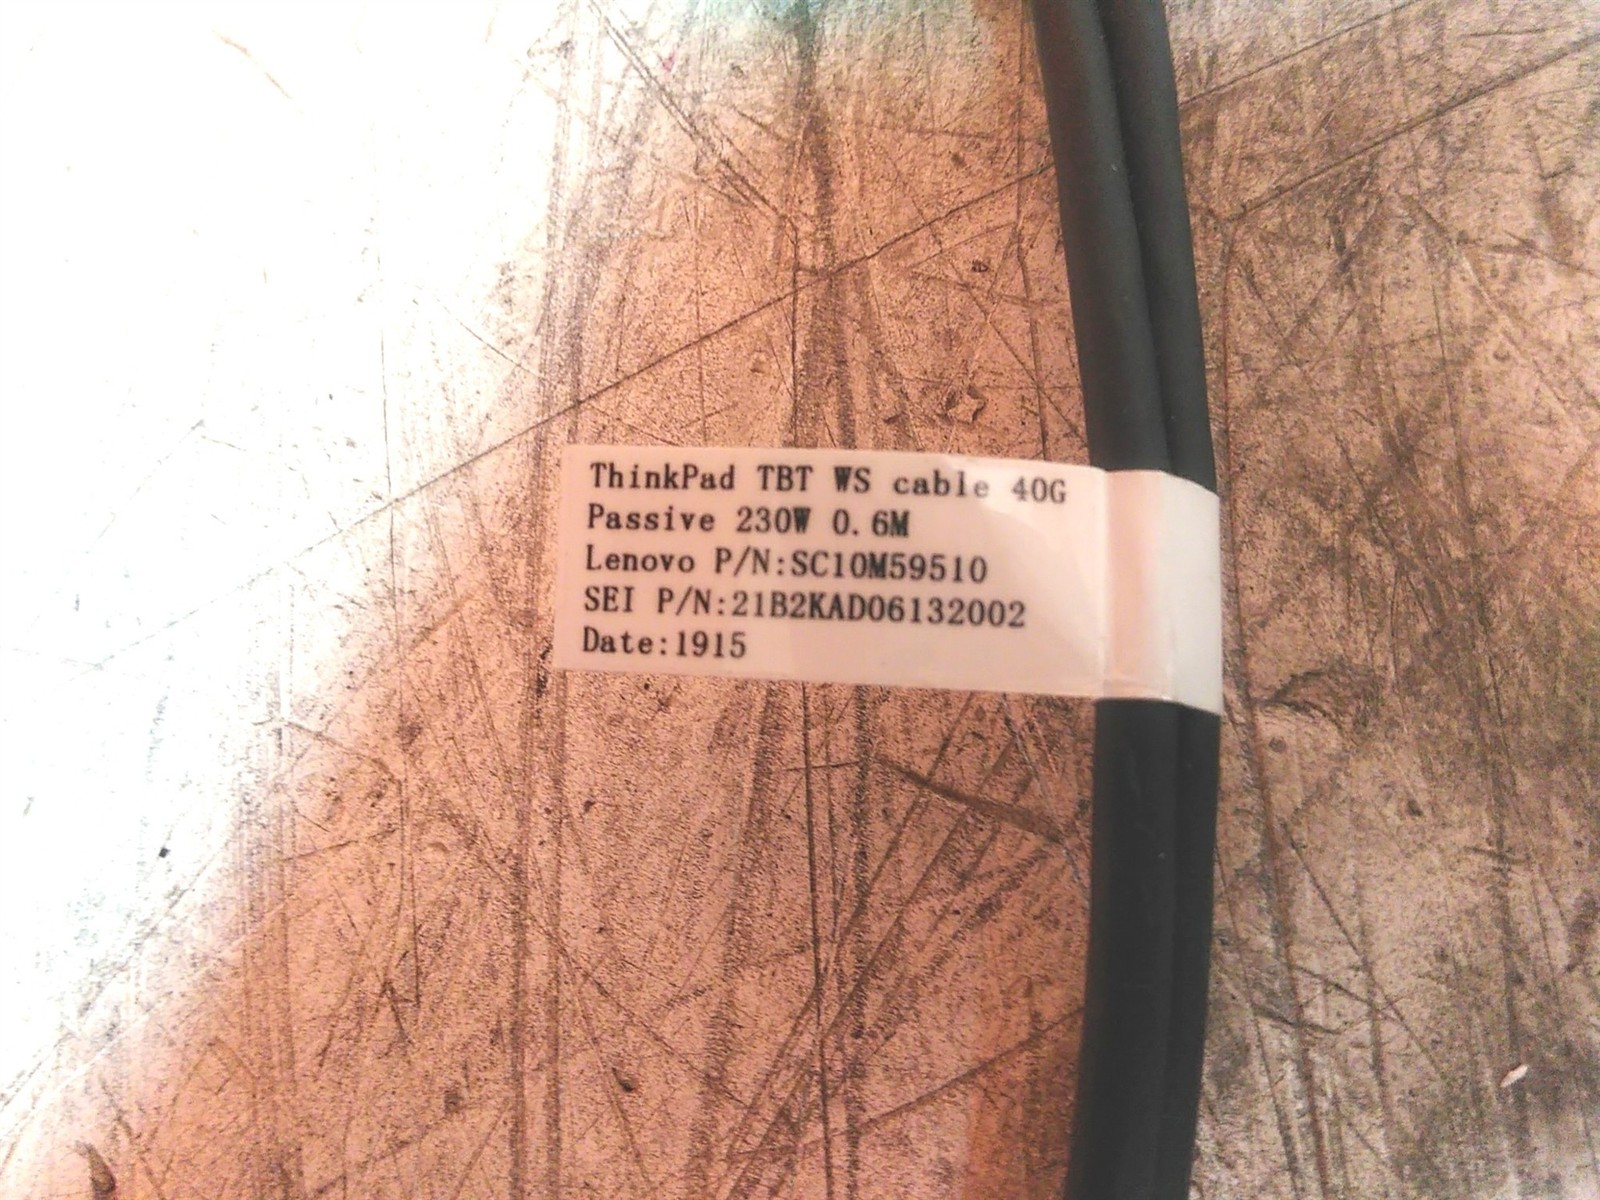 ThinkPad TBT WS cable 40G
Passive 230W 0.6M
Lenovo P/N:SC10M59510
SEI P/N:21B2KAD06132002
Date:1915